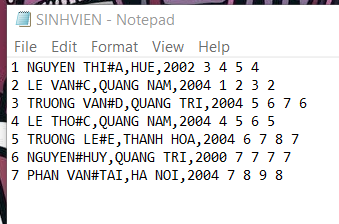 SINHVIEN - Notepad
File Edit Format View Help
1 NGUYEN THI#A,HUE,2002 3 4 5 4
2 LE VAN#C,QUANG NAM,2004 1 2 3 2
3 TRUONG VAN#D,QUANG TRI,2004 5 6 7 6
4 LE THO#C,QUANG NAM,2004 4 5 6 5
5 TRUONG LE#E,THANH HOA,2004 6 7 8 7
6 NGUYEN#HUY,QUANG TRI,2000 7 7 7 7
7 PHAN VAN#TAI,HA NOI,2004 7 8 9 8